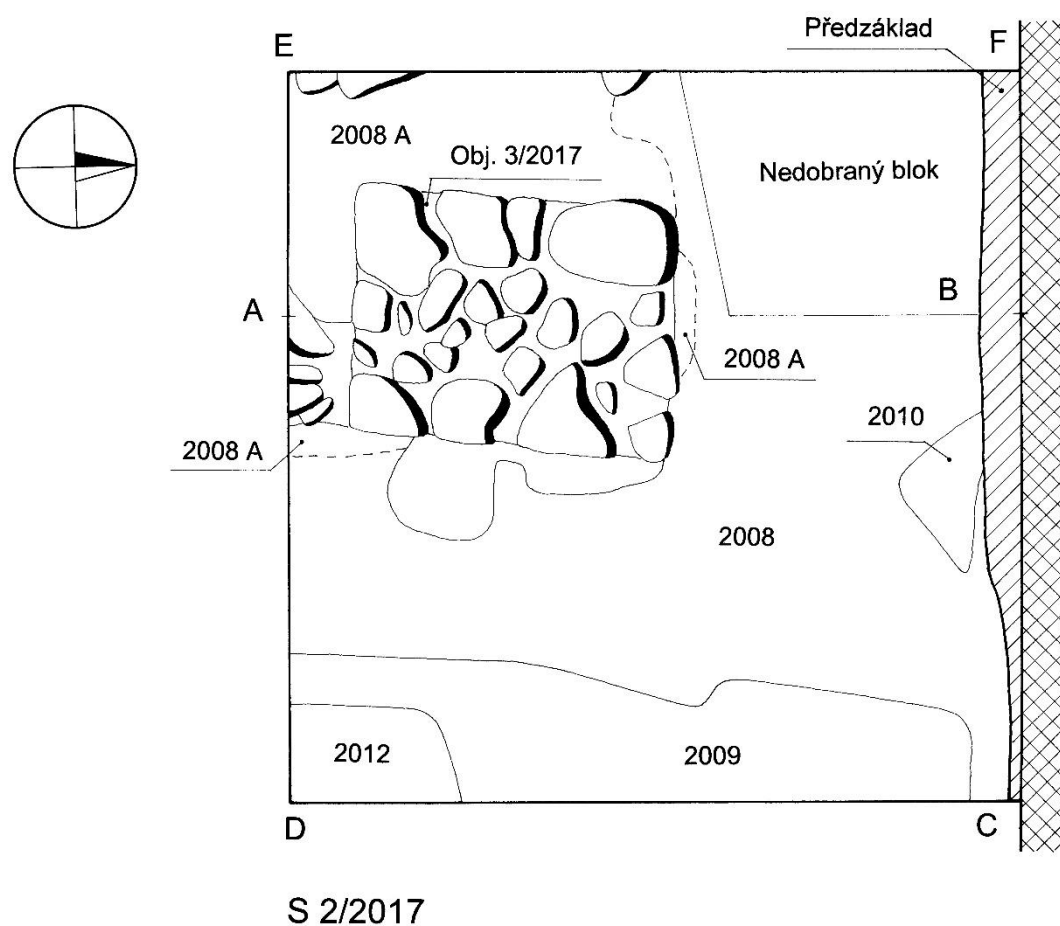 Předzáklad
E
F
2008 A
Obj. 3/2017
Nedobraný blok
A
B
2008 A
2010
2008 A
2008
2012
2009
D
C
S 2/2017